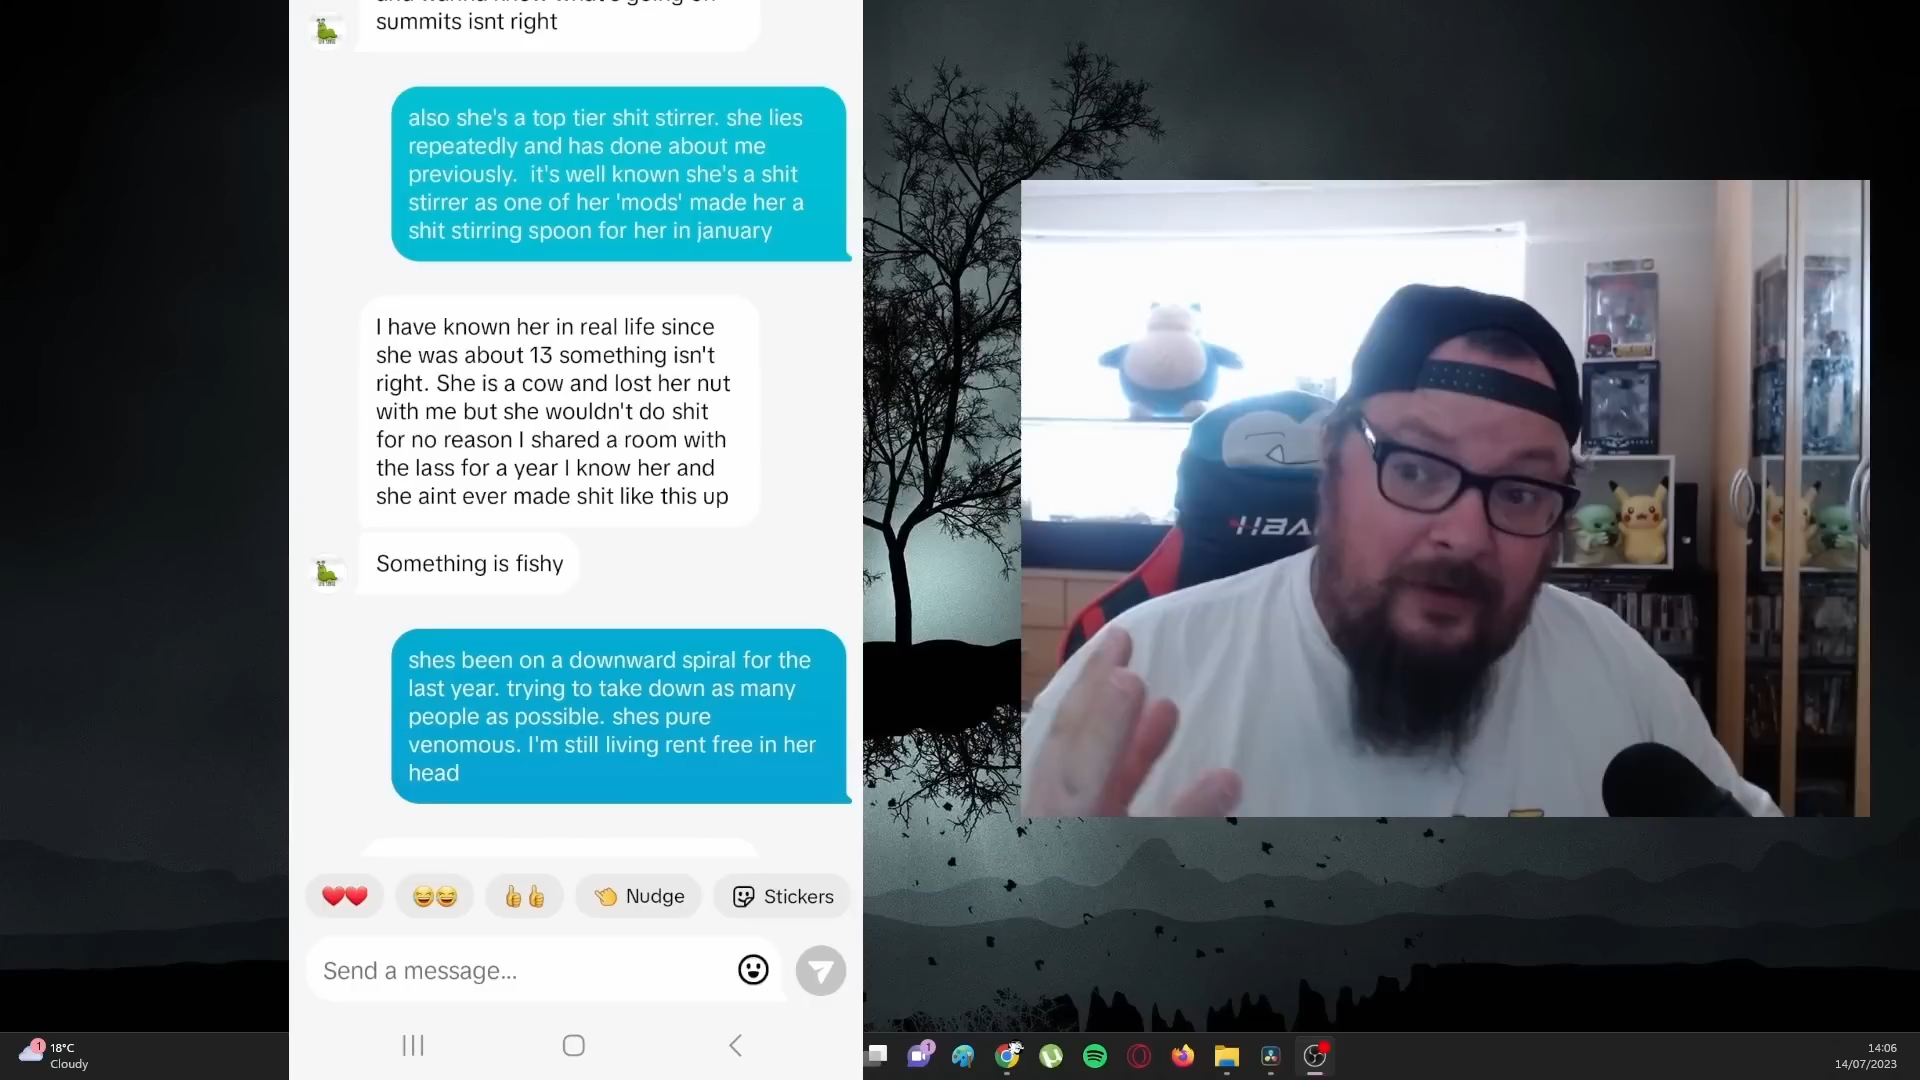 summits isnt right
also she's a top tier shit stirrer. she lies
repeatedly and has done about me
previously.  it's well known she's a shit
stirrer as one of her 'mods' made her a
shit stirring spoon for her in january
I have known her in real life since
she was about 13 something isn't
right. She is a cow and lost her nut
with me but she wouldn't do shit
for no reason I shared a room with
the lass for a year I know her and
she aint ever made shit like this up
Something is fishy
shes been on a downward spiral for the
last year. trying to take down as many
people as possible. shes pure
venomous. I'm still living rent free in her
head
Nudge
Stickers
Send a message...
1
18°C
Cloudy
1
14:06
14/07/2023